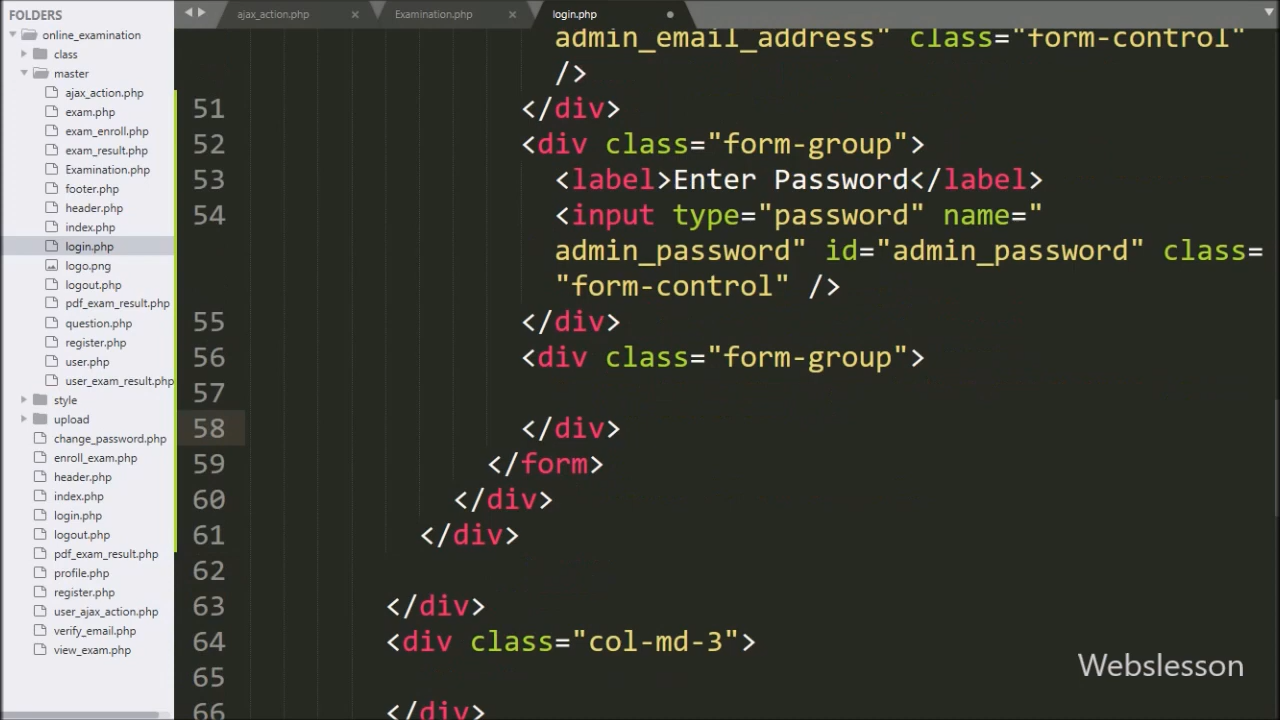 FOLDERS
online_examination
class
master
ajax_action.php
exam.php
exam_enroll.php
exam_result.php
Examination.php
footer.php
header.php
index.php
login.php
logo.png
logout.php
pdf_exam_result.php
question.php
register.php
user.php
user_exam_result.php
style
upload
change_password.php
enroll_exam.php
header.php
index.php
login.php
logout.php
pdf_exam_result.php
profile.php
register.php
user_ajax_action.php
verify_email.php
view_exam.php
ajax_action.php × Examination.php × login.php
admin_email_address" class="form-control"
/>
51 </div>
52 <div class="form-group">
53 <label>Enter Password</label>
54 <input type="password" name="
admin_password" id="admin_password" class=
"form-control" />
55 </div>
56 <div class="form-group">
57
58 </div>
59 </form>
60 </div>
61 </div>
62
63 </div>
64 <div class="col-md-3">
65
66 </div>
Webslesson